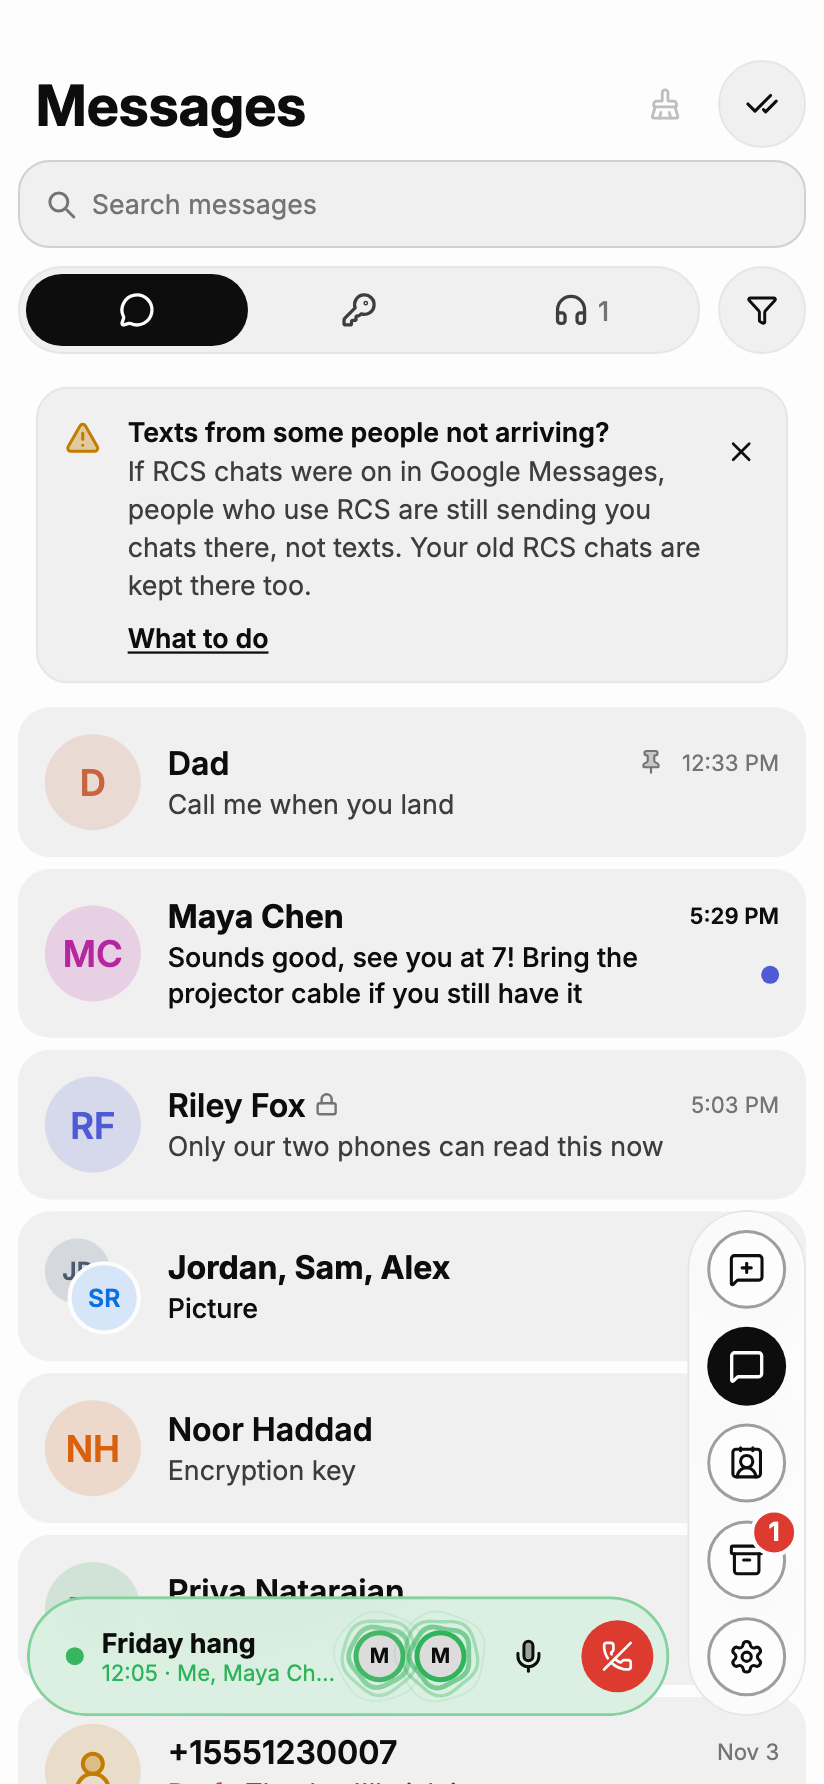 Messages
Search messages
1
Texts from some people not arriving?
If RCS chats were on in Google Messages,
people who use RCS are still sending you
chats there, not texts. Your old RCS chats are
kept there too.
What to do
D
Dad
12:33 PM
Call me when you land
MC
Maya Chen
5:29 PM
Sounds good, see you at 7! Bring the
projector cable if you still have it
RF
Riley Fox
5:03 PM
Only our two phones can read this now
SR
Jordan, Sam, Alex
Picture
NH
Noor Haddad
Encryption key
1
Priya Natarajan
Friday hang
12:05 · Me, Maya Ch...
M
M
+15551230007
Nov 3